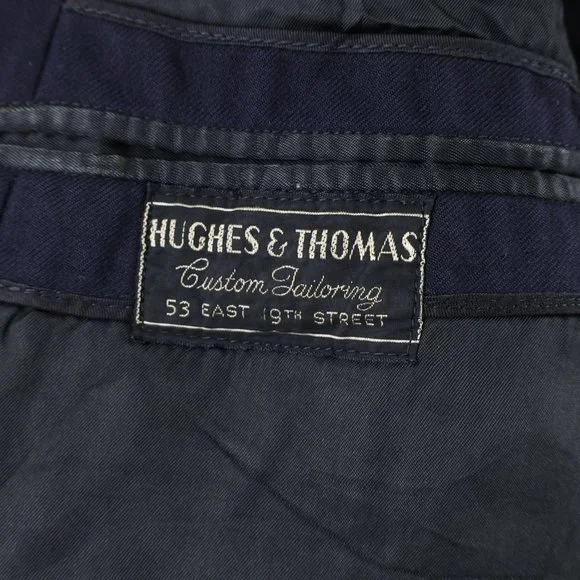 HUGHES & THOMAS
Custom Tailoring
53 EAST 19TH STREET